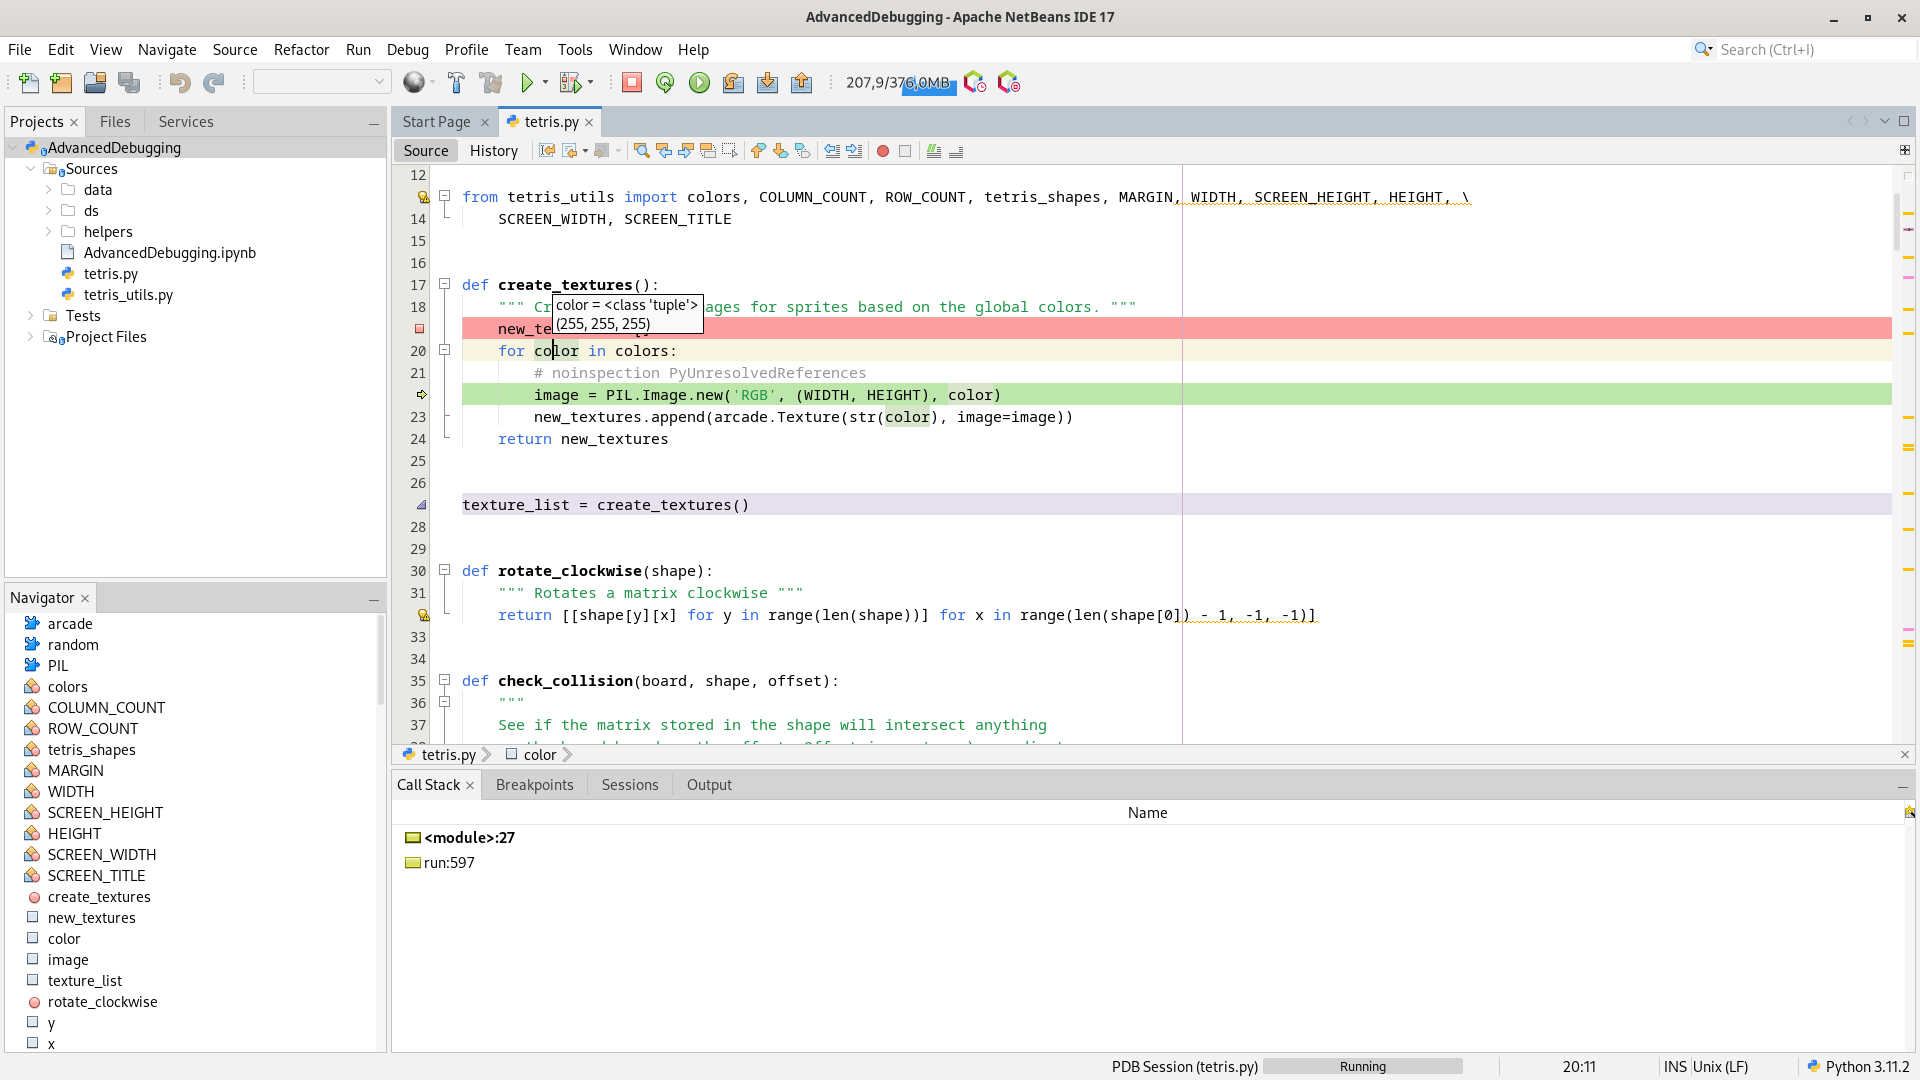 AdvancedDebugging - Apache NetBeans IDE 17
File Edit View Navigate Source Refactor Run Debug Profile Team Tools Window Help
Search (Ctrl+I)
207,9/376,0MB
Projects Files Services
AdvancedDebugging
Sources
data
ds
helpers
AdvancedDebugging.ipynb
tetris.py
tetris_utils.py
Tests
Project Files
Navigator
arcade
random
PIL
colors
COLUMN_COUNT
ROW_COUNT
tetris_shapes
MARGIN
WIDTH
SCREEN_HEIGHT
HEIGHT
SCREEN_WIDTH
SCREEN_TITLE
create_textures
new_textures
color
image
texture_list
rotate_clockwise
y
x
Start Page tetris.py
Source History
12
from tetris_utils import colors, COLUMN_COUNT, ROW_COUNT, tetris_shapes, MARGIN, WIDTH, SCREEN_HEIGHT, HEIGHT, \
14 SCREEN_WIDTH, SCREEN_TITLE
15
16
17 def create_textures():
18 """ Cr ages for sprites based on the global colors. """
color = <class 'tuple'>
(255, 255, 255)
new_te
20 for color in colors:
21 # noinspection PyUnresolvedReferences
image = PIL.Image.new('RGB', (WIDTH, HEIGHT), color)
23 new_textures.append(arcade.Texture(str(color), image=image))
24 return new_textures
25
26
texture_list = create_textures()
28
29
30 def rotate_clockwise(shape):
31 """ Rotates a matrix clockwise """
return [[shape[y][x] for y in range(len(shape))] for x in range(len(shape[0]) - 1, -1, -1)]
33
34
35 def check_collision(board, shape, offset):
36 """
37 See if the matrix stored in the shape will intersect anything
tetris.py color
Call Stack Breakpoints Sessions Output
Name
<module>:27
run:597
PDB Session (tetris.py) Running 20:11 INS Unix (LF) Python 3.11.2